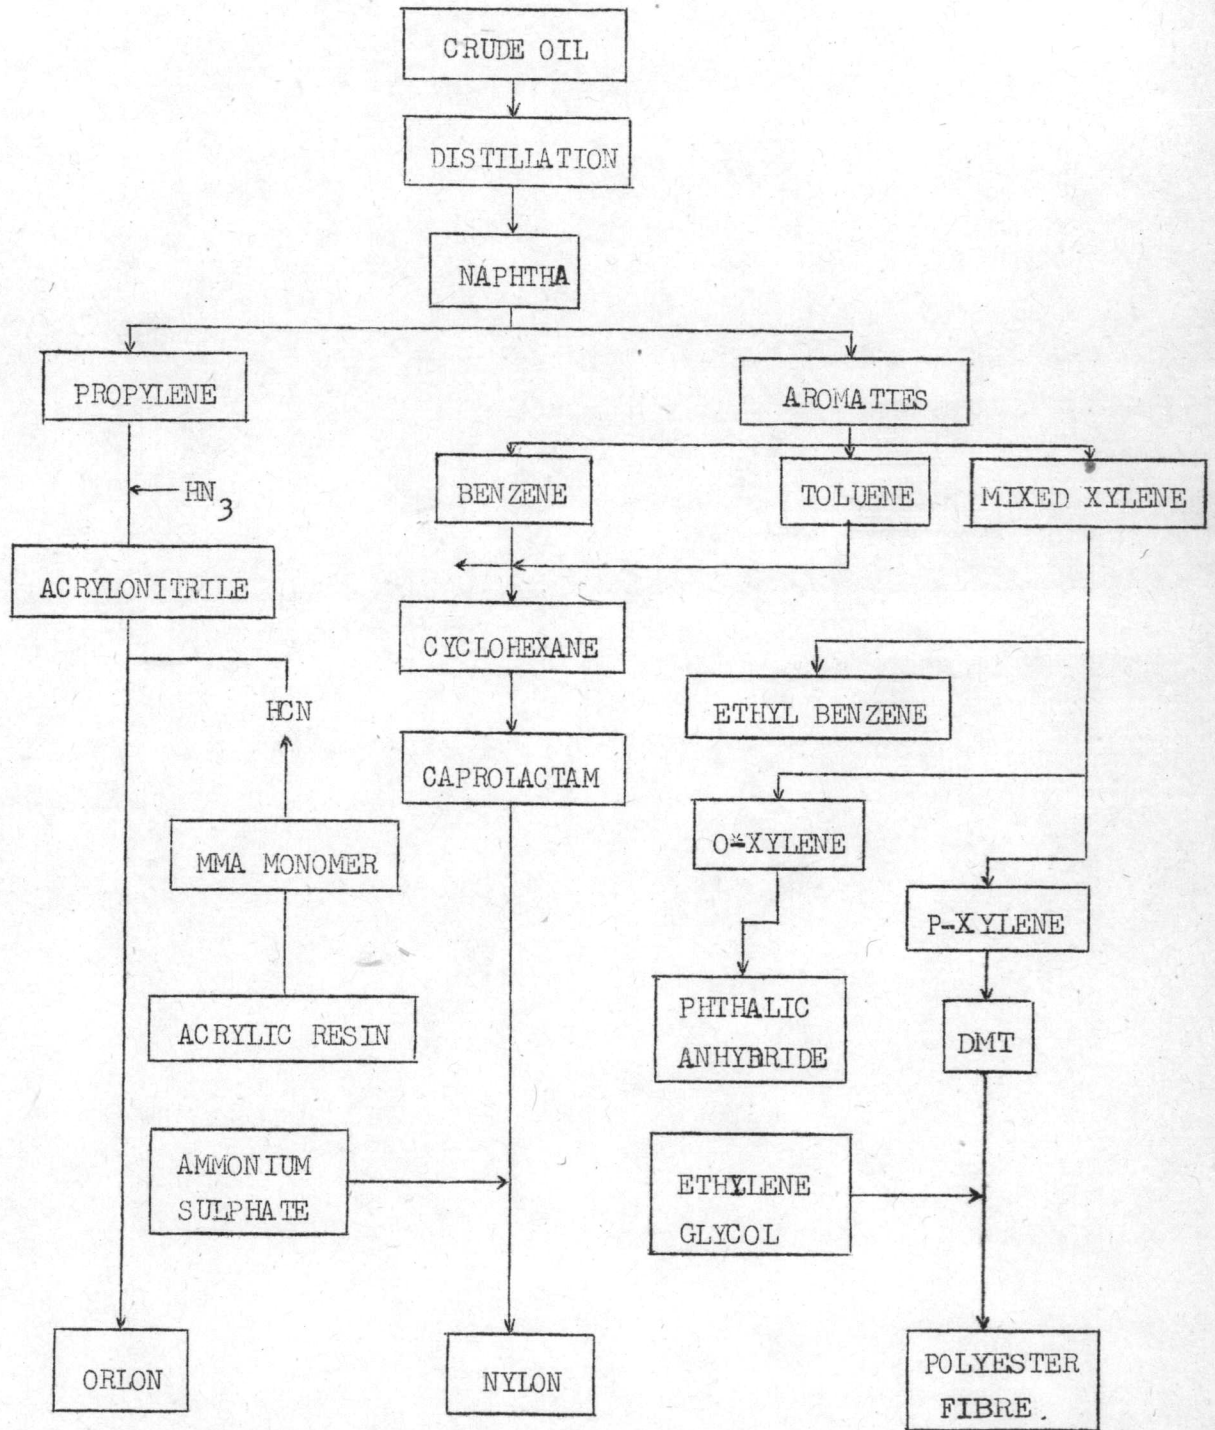 CRUDE OIL
DISTILLATION
NAPHTHA
PROPYLENE
AROMATIES
HN3
BENZENE
TOLUENE
MIXED XYLENE
ACRYLONITRILE
CYCLOHEXANE
HCN
ETHYL BENZENE
CAPROLACTAM
MMA MONOMER
O-XYLENE
P-XYLENE
ACRYLIC RESIN
PHTHALIC
ANHYBRIDE
DMT
AMMONIUM
SULPHATE
ETHYLENE
GLYCOL
ORLON
NYLON
POLYESTER
FIBRE.